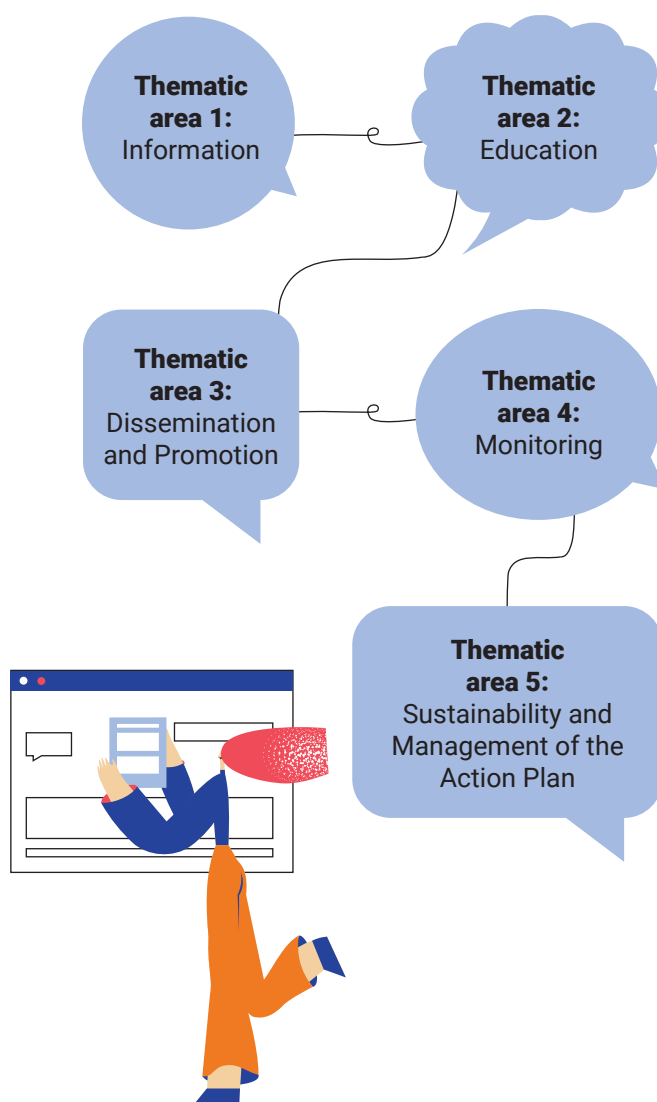 Thematic
area 1:
Information
Thematic
area 2:
Education
Thematic
area 3:
Dissemination
and Promotion
Thematic
area 4:
Monitoring
Thematic
area 5:
Sustainability and
Management of the
Action Plan